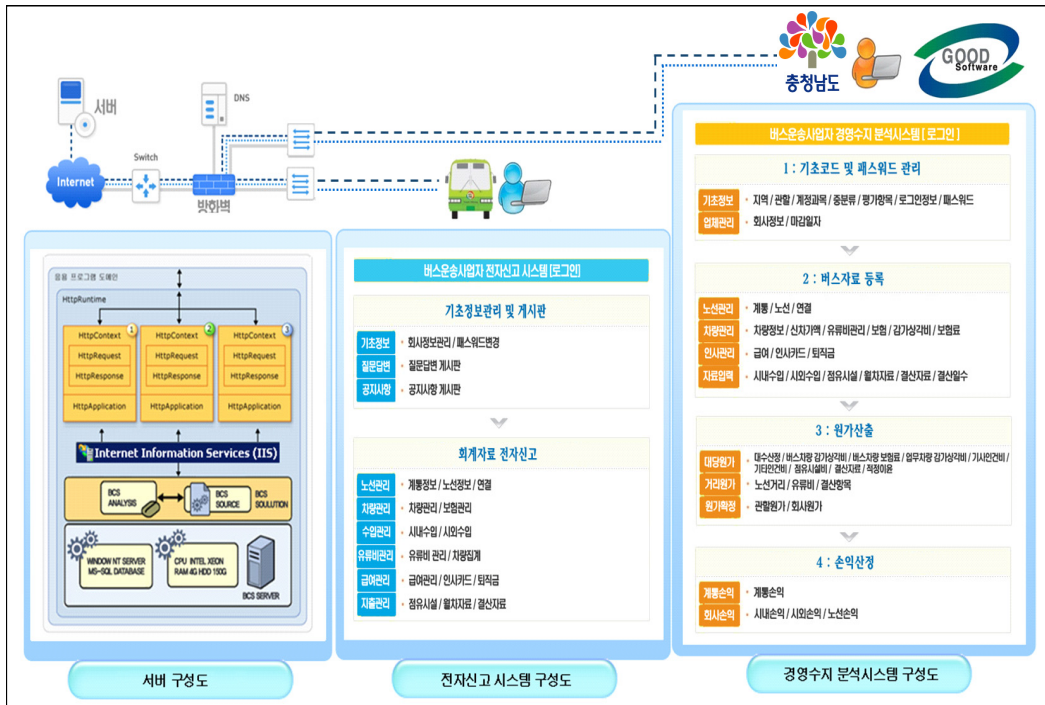 충청남도
GOOD
Software
서버
DNS
Switch
Internet
방화벽
응용 프로그램 도메인
HttpRuntime
HttpContext 1
HttpRequest
HttpResponse
HttpApplication
HttpContext 2
HttpRequest
HttpResponse
HttpApplication
HttpContext 3
HttpRequest
HttpResponse
HttpApplication
Internet Information Services (IIS)
BCS
ANALYSIS
BCS
SOURCE
BCS
SOULUTION
WINDOW NT SERVER
MS-SQL DATABASE
CPU INTEL XEON
RAM 4G HDD 150G
BCS SERVER
서버 구성도
버스운송사업자 전자신고 시스템 [로그인]
기초정보관리 및 게시판
기초정보 • 회사정보관리 / 패스워드변경
질문답변 • 질문답변 게시판
공지사항 • 공지사항 게시판
회계자료 전자신고
노선관리 • 계통정보 / 노선정보 / 연결
차량관리 • 차량관리 / 보험관리
수입관리 • 시내수입 / 시외수입
유류비관리 • 유류비 관리 / 차량집계
급여관리 • 급여관리 / 인사카드 / 퇴직금
지출관리 • 점유시설 / 월차자료 / 결산자료
전자신고 시스템 구성도
버스운송사업자 경영수지 분석시스템 [ 로그인 ]
1 : 기초코드 및 패스워드 관리
기초정보 • 지역 / 관할 / 계정과목 / 중분류 / 평가항목 / 로그인정보 / 패스워드
업체관리 • 회사정보 / 마감일자
2 : 버스자료 등록
노선관리 • 계통 / 노선 / 연결
차량관리 • 차량정보 / 신차가액 / 유류비관리 / 보험 / 감가상각비 / 보험료
인사관리 • 급여 / 인사카드 / 퇴직금
자료입력 • 시내수입 / 시외수입 / 점유시설 / 월차자료 / 결산자료 / 결산일수
3 : 원가산출
대당원가 • 대수산정 / 버스차량 감가상각비 / 버스차량 보험료 / 업무차량 감가상각비 / 기사인건비 /
기타인건비 / 점유시설비 / 결산자료 / 적정이윤
거리원가 • 노선거리 / 유류비 / 결산항목
원가확정 • 관할원가 / 회사원가
4 : 손익산정
계통손익 • 계통손익
회사손익 • 시내손익 / 시외손익 / 노선손익
경영수지 분석시스템 구성도